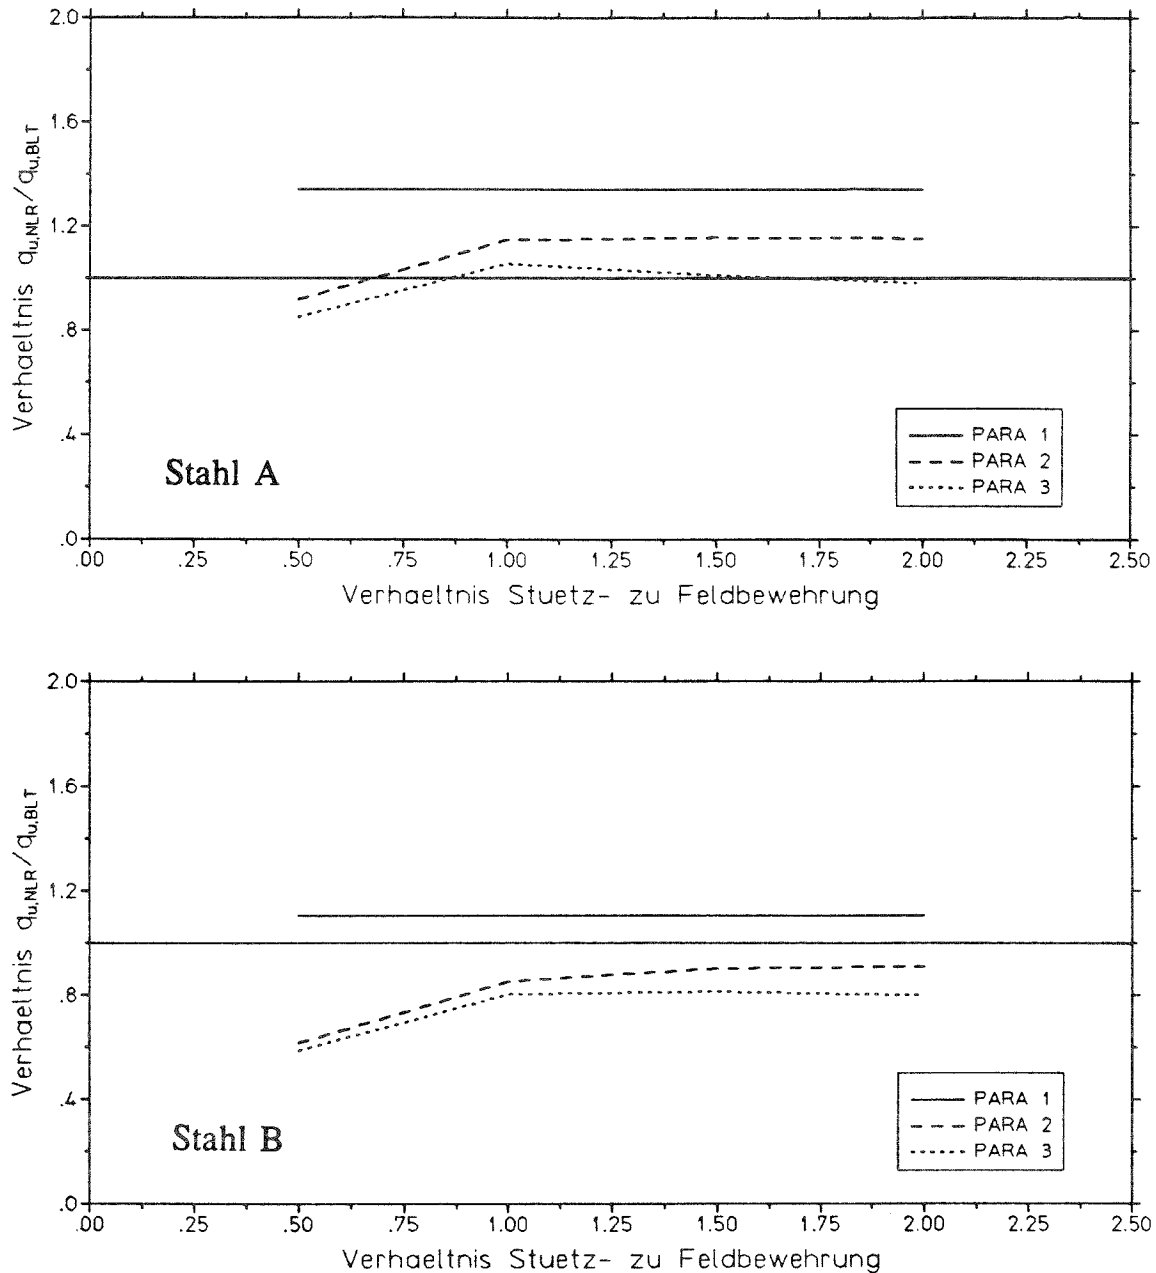 2.0
1.6
1.2
.8
.4
.0
Verhaeltnis qu,NLR/qu,BLT
Stahl A
PARA 1
PARA 2
PARA 3
.00 .25 .50 .75 1.00 1.25 1.50 1.75 2.00 2.25 2.50
Verhaeltnis Stuetz- zu Feldbewehrung
2.0
1.6
1.2
.8
.4
.0
Verhaeltnis qu,NLR/qu,BLT
Stahl B
PARA 1
PARA 2
PARA 3
.00 .25 .50 .75 1.00 1.25 1.50 1.75 2.00 2.25 2.50
Verhaeltnis Stuetz- zu Feldbewehrung